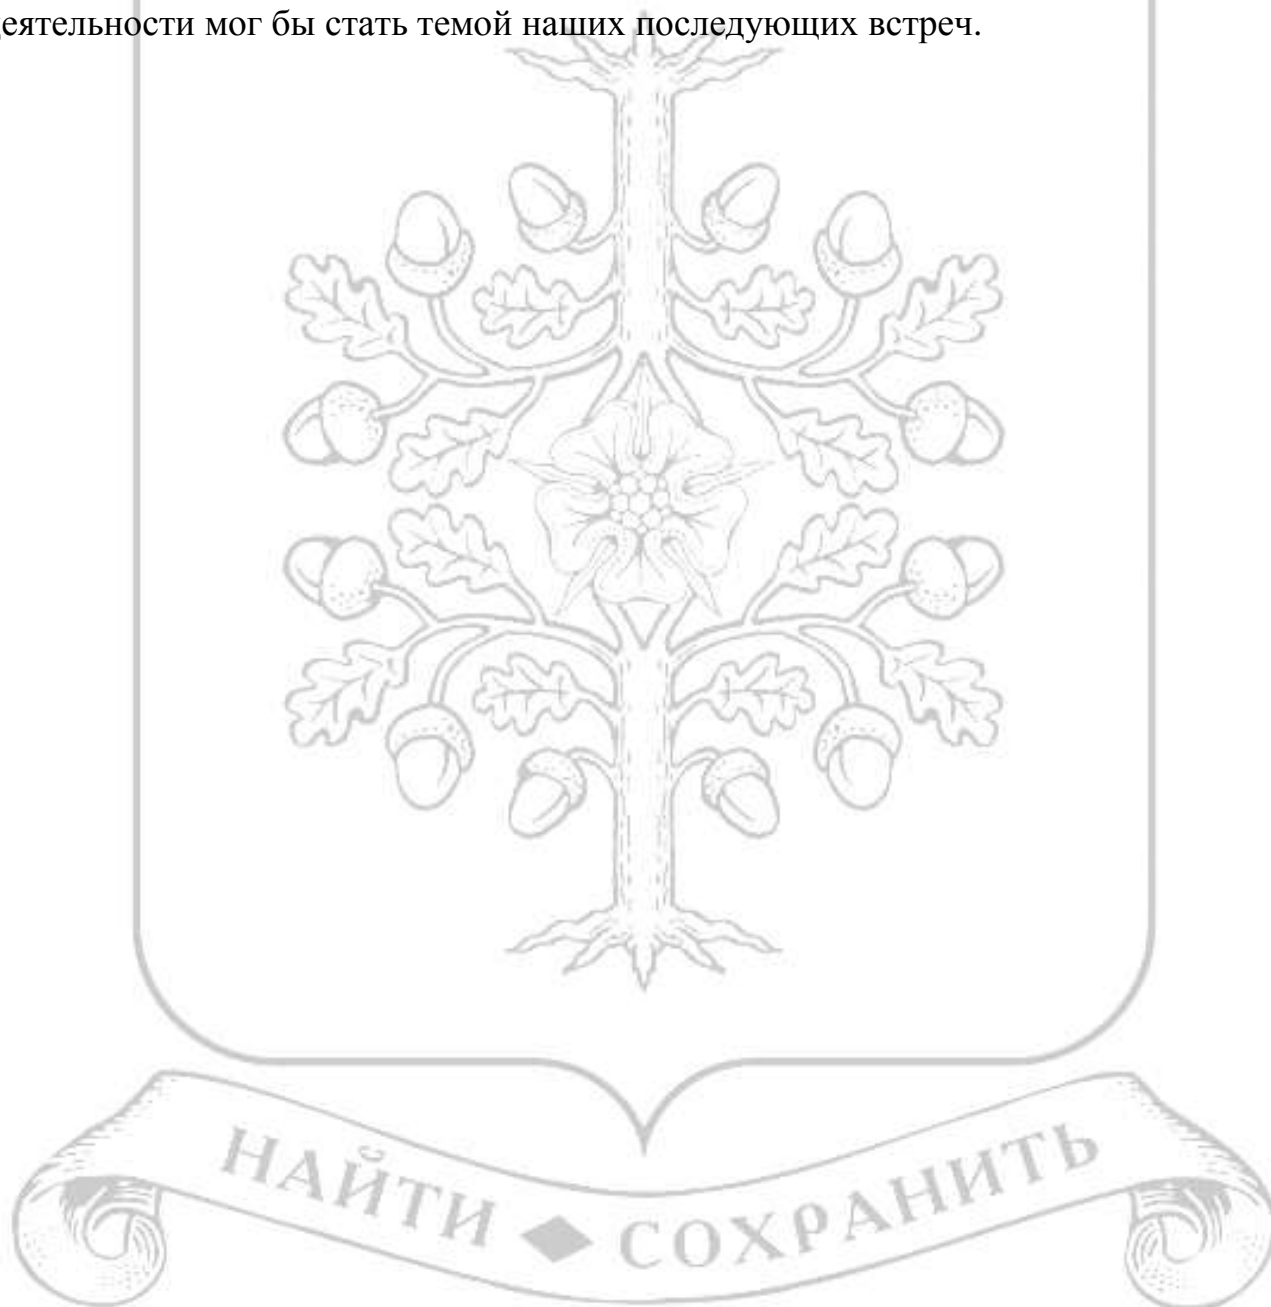 деятельности мог бы стать темой наших последующих встреч.
НАЙТИ ◆ СОХРАНИТЬ